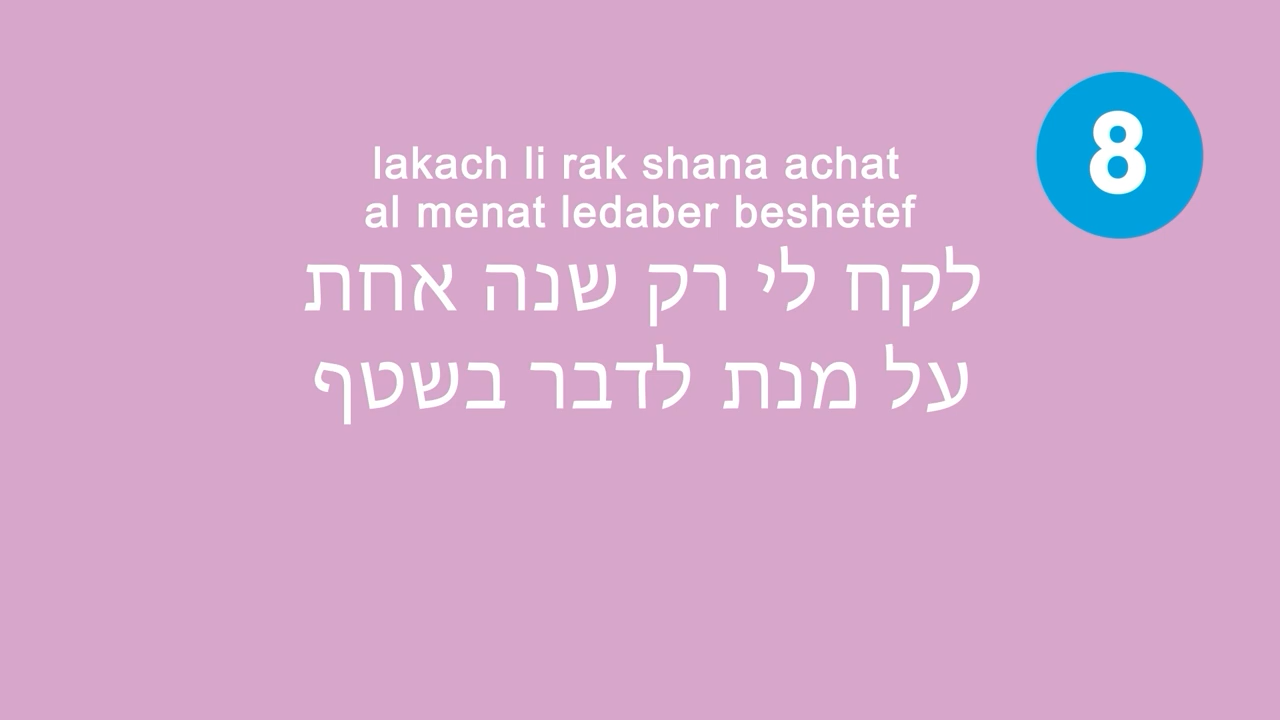 8
lakach li rak shana achat
al menat ledaber beshetef
לקח לי רק שנה אחת
על מנת לדבר בשטף